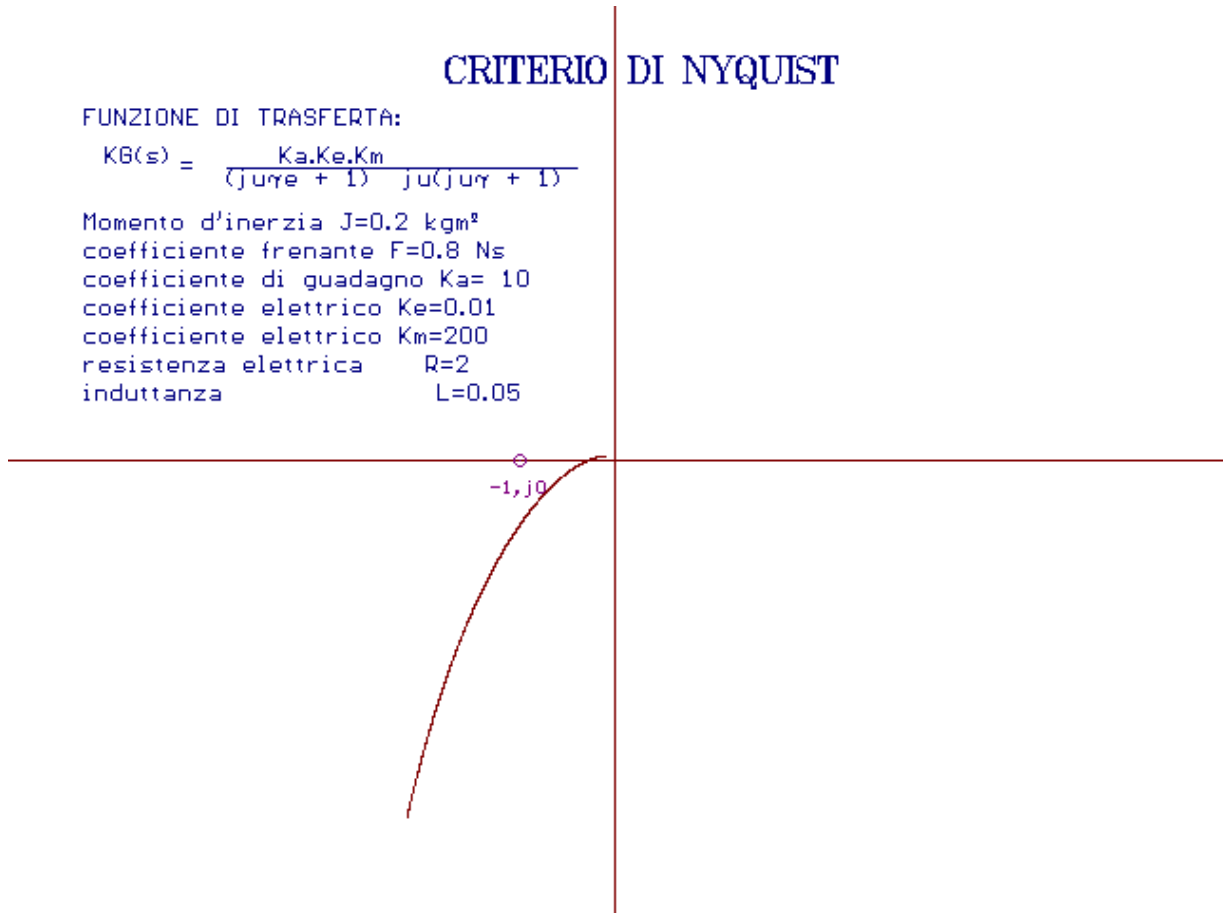 CRITERIO DI NYQUIST
FUNZIONE DI TRASFERTA:
KG(s) = Ka.Ke.Km
(juγe + 1) ju(juγ + 1)
Momento d'inerzia J=0.2 kgm²
coefficiente frenante F=0.8 Ns
coefficiente di guadagno Ka= 10
coefficiente elettrico Ke=0.01
coefficiente elettrico Km=200
resistenza elettrica R=2
induttanza L=0.05
-1,j0